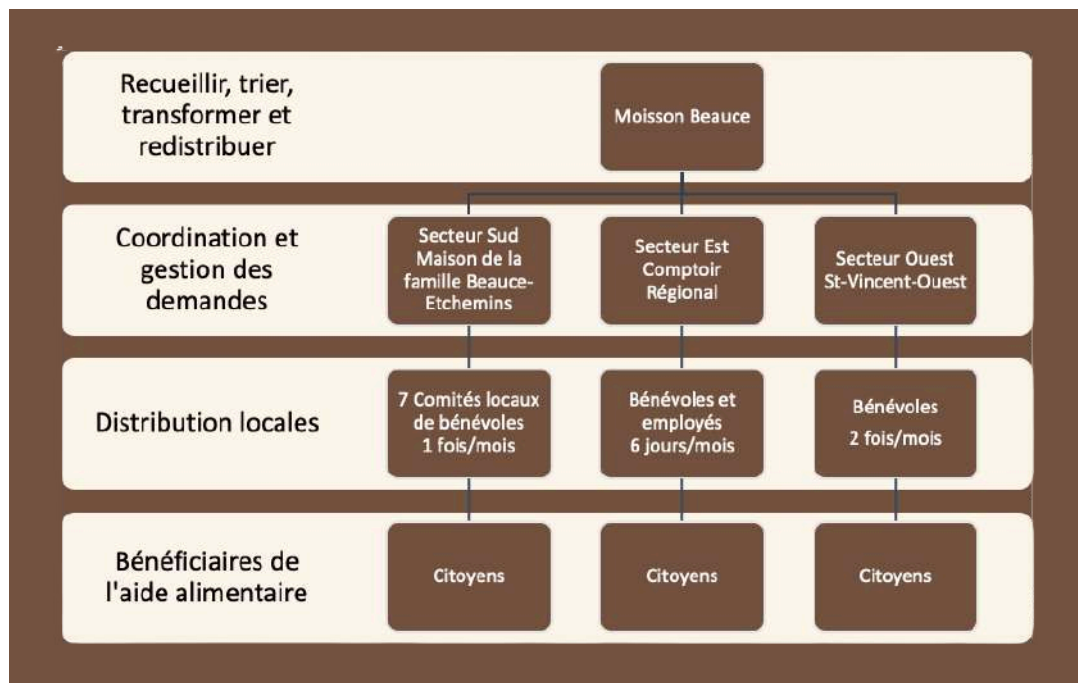 Recueillir, trier,
transformer et
redistribuer
Moisson Beauce
Coordination et
gestion des
demandes
Secteur Sud
Maison de la
famille Beauce-
Etchemins
Secteur Est
Comptoir
Régional
Secteur Ouest
St-Vincent-Ouest
Distribution locales
7 Comités locaux
de bénévoles
1 fois/mois
Bénévoles et
employés
6 jours/mois
Bénévoles
2 fois/mois
Bénéficiaires de
l'aide alimentaire
Citoyens
Citoyens
Citoyens